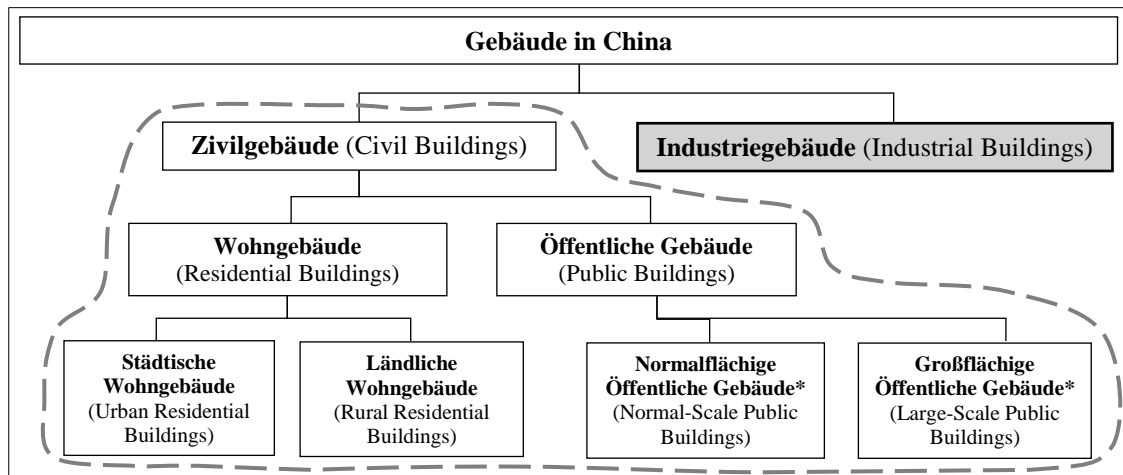 Gebäude in China
Zivilgebäude (Civil Buildings)
Industriegebäude (Industrial Buildings)
Wohngebäude
(Residential Buildings)
Öffentliche Gebäude
(Public Buildings)
Städtische
Wohngebäude
(Urban Residential
Buildings)
Ländliche
Wohngebäude
(Rural Residential
Buildings)
Normalflächige
Öffentliche Gebäude*
(Normal-Scale Public
Buildings)
Großflächige
Öffentliche Gebäude*
(Large-Scale Public
Buildings)